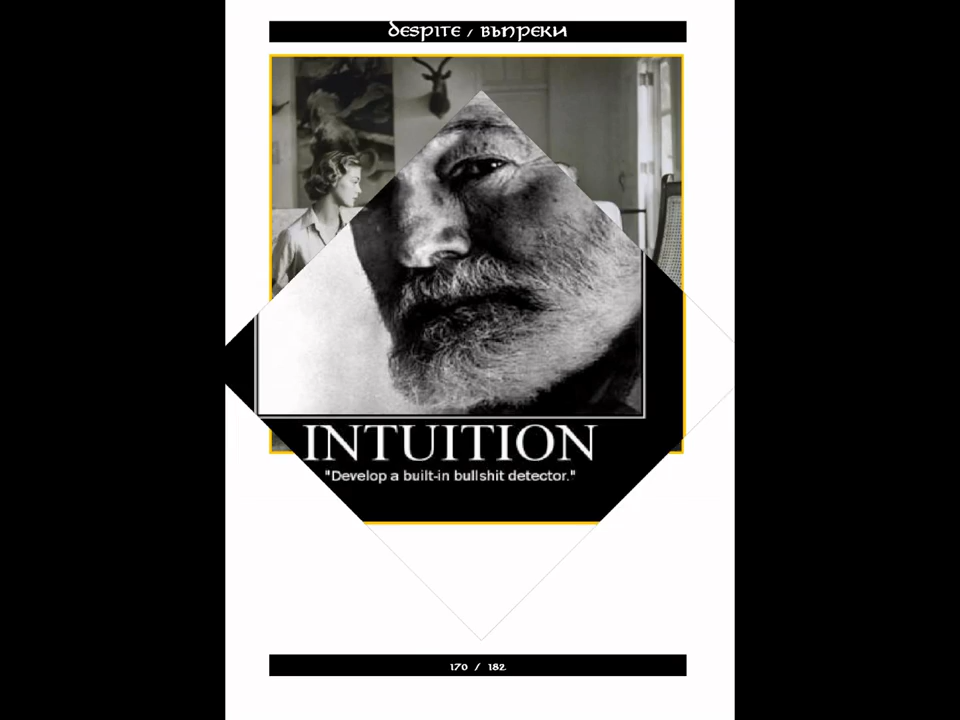 DESPITE / ВЪПРЕКИ
INTUITION
"Develop a built-in bullshit detector."
170 / 182